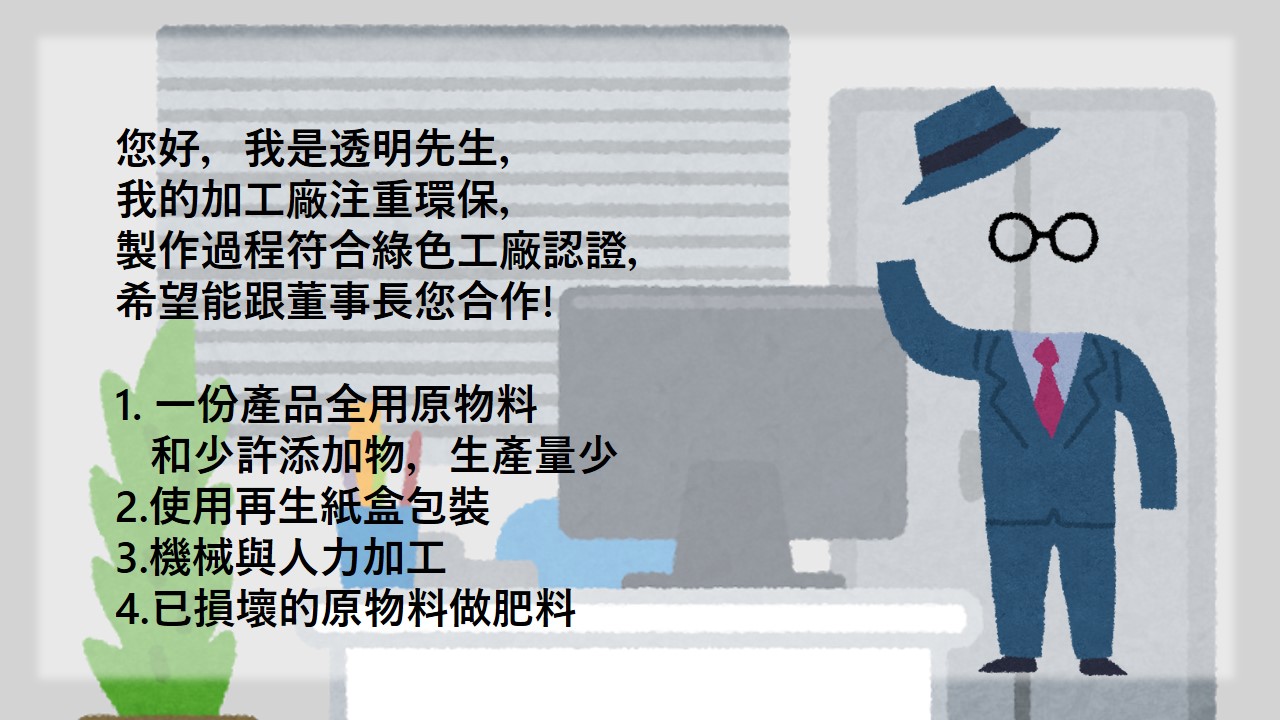 您好，我是透明先生，
我的加工廠注重環保，
製作過程符合綠色工廠認證，
希望能跟董事長您合作!
1. 一份產品全用原物料
和少許添加物，生產量少
2.使用再生紙盒包裝
3.機械與人力加工
4.已損壞的原物料做肥料